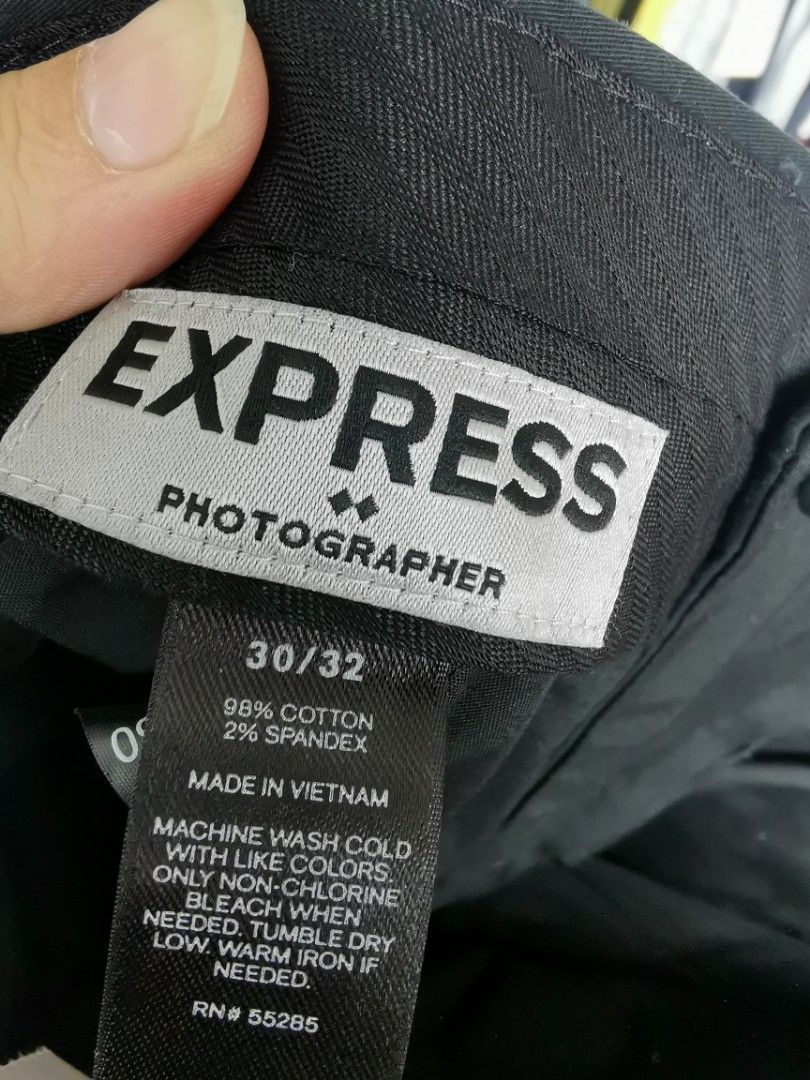 EXPRESS
PHOTOGRAPHER
30/32
98% COTTON
2% SPANDEX
MADE IN VIETNAM
MACHINE WASH COLD
WITH LIKE COLORS.
ONLY NON-CHLORINE
BLEACH WHEN
NEEDED. TUMBLE DRY
LOW. WARM IRON IF
NEEDED.
RN# 55285